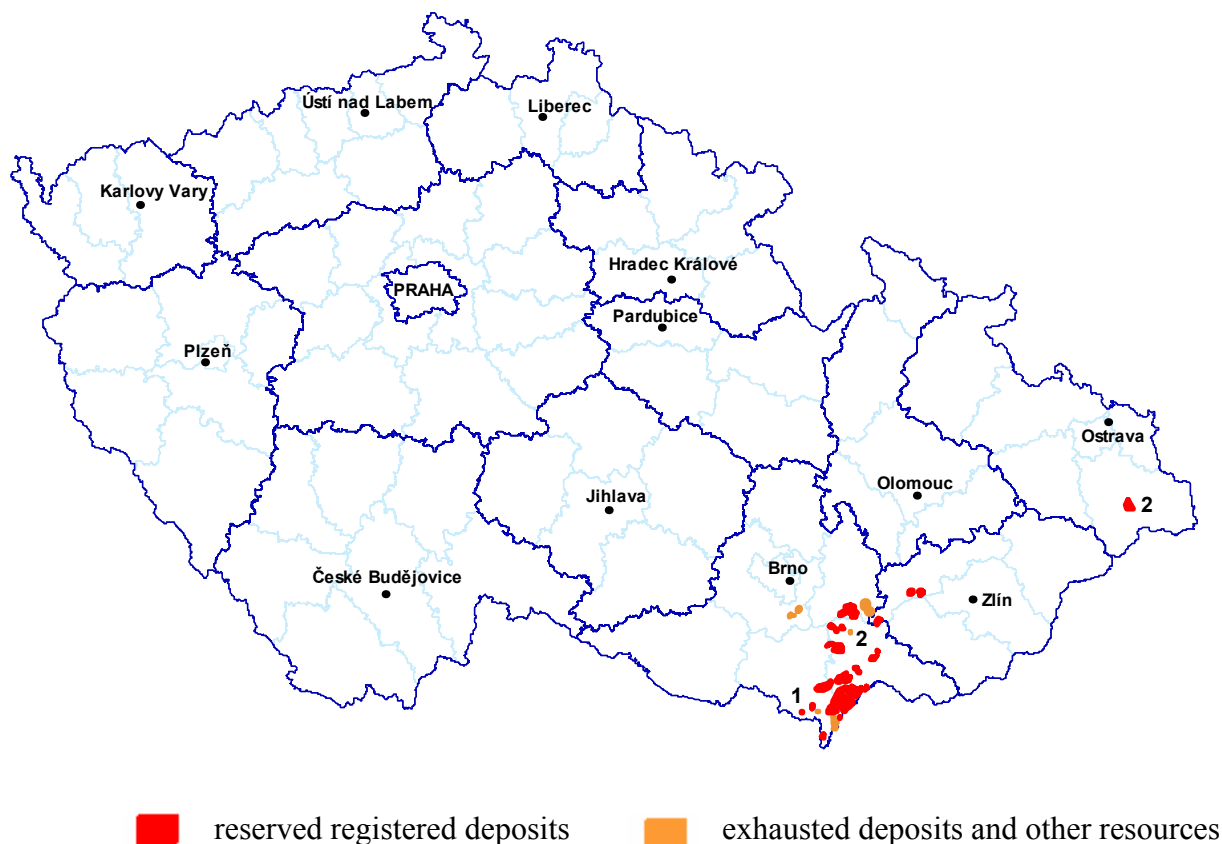 Ústí nad Labem
Liberec
Karlovy Vary
Hradec Králové
PRAHA
Pardubice
Plzeň
Ostrava
Olomouc
Jihlava
2
Brno
České Budějovice
Zlín
2
1
reserved registered deposits
exhausted deposits and other resources